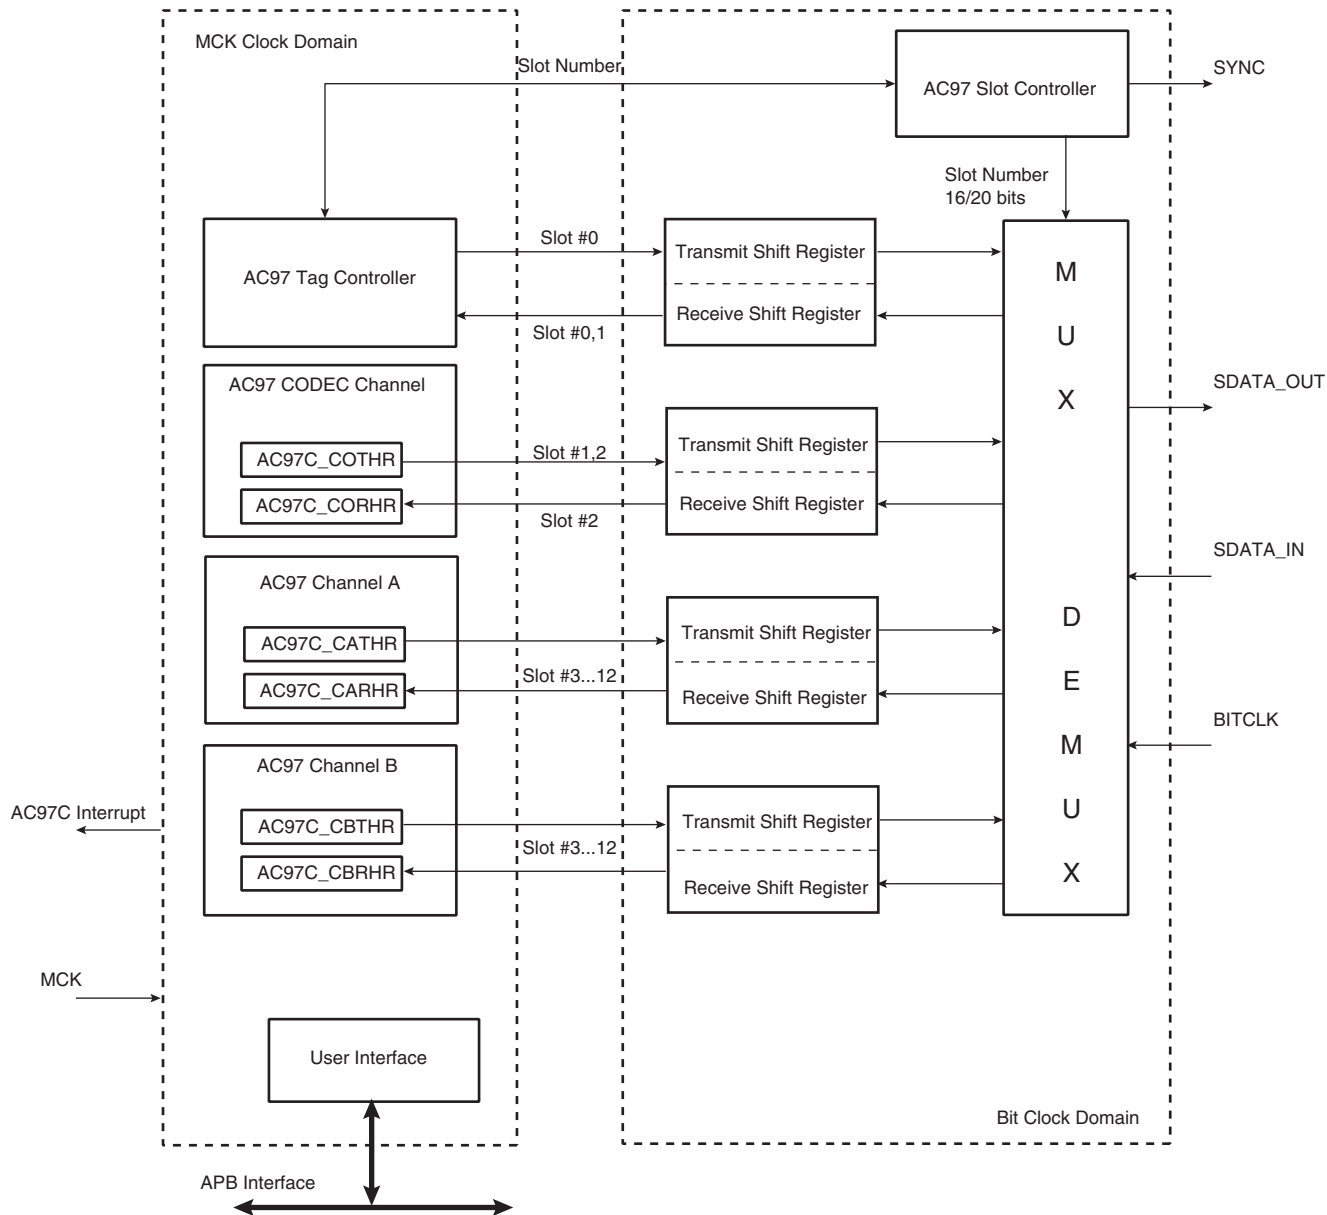 MCK Clock Domain
Slot Number
AC97 Slot Controller
SYNC
Slot Number
16/20 bits
AC97 Tag Controller
Slot #0
Slot #0,1
Transmit Shift Register
Receive Shift Register
M
U
X
D
E
M
U
X
AC97 CODEC Channel
AC97C_COTHR
AC97C_CORHR
Slot #1,2
Slot #2
Transmit Shift Register
Receive Shift Register
SDATA_OUT
AC97 Channel A
AC97C_CATHR
AC97C_CARHR
Slot #3...12
Transmit Shift Register
Receive Shift Register
SDATA_IN
BITCLK
AC97 Channel B
AC97C_CBTHR
AC97C_CBRHR
Slot #3...12
Transmit Shift Register
Receive Shift Register
AC97C Interrupt
MCK
User Interface
Bit Clock Domain
APB Interface